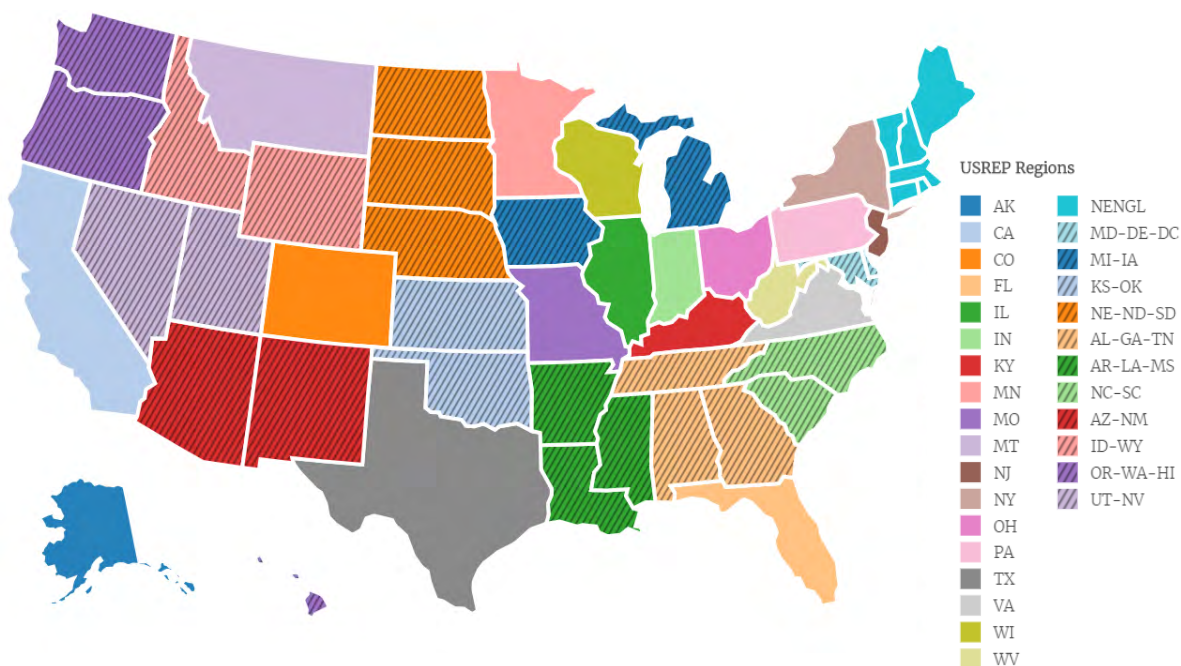 USREP Regions
AK
CA
CO
FL
IL
IN
KY
MN
MO
MT
NJ
NY
OH
PA
TX
VA
WI
WV
NENGL
MD-DE-DC
MI-IA
KS-OK
NE-ND-SD
AL-GA-TN
AR-LA-MS
NC-SC
AZ-NM
ID-WY
OR-WA-HI
UT-NV